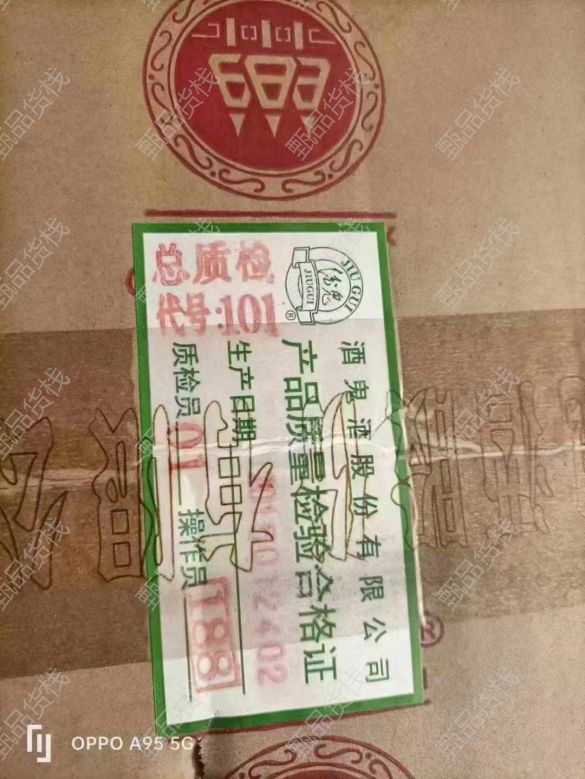 总质检
代号:101
JIU GUI
JIUGUI
®
酒鬼酒股份有限公司
产品质量检验合格证
生产日期
质检员 01 操作员 188
甄品货栈
OPPO A95 5G